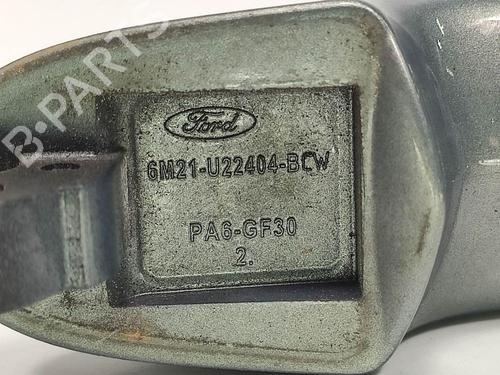 B-PARTS
Ford
6M21-U22404-BCW
PA6-GF30
2.